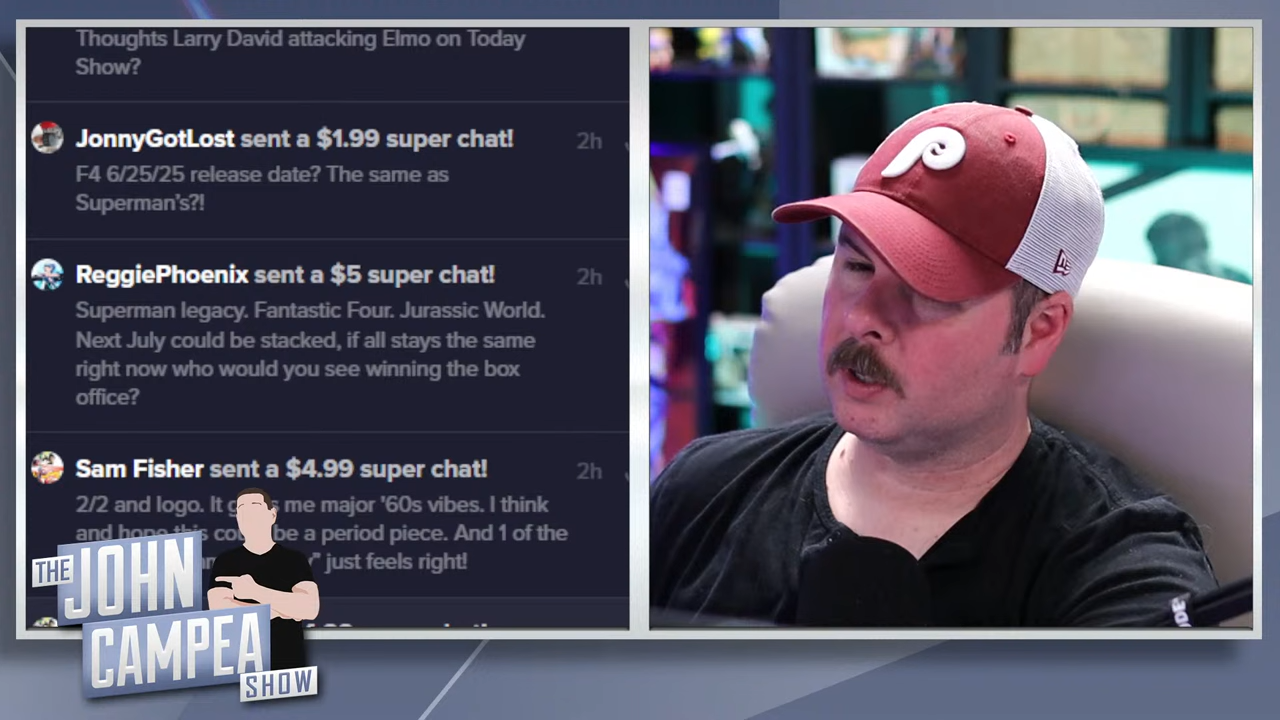 Thoughts Larry David attacking Elmo on Today
Show?
JonnyGotLost sent a $1.99 super chat!
2h
F4 6/25/25 release date? The same as
Superman's?!
ReggiePhoenix sent a $5 super chat!
2h
Superman legacy. Fantastic Four. Jurassic World.
Next July could be stacked, if all stays the same
right now who would you see winning the box
office?
Sam Fisher sent a $4.99 super chat!
2h
2/2 and logo. It me major '60s vibes. I think
and hope this be a period piece. And 1 of the
just feels right!
THE
JOHN
CAMPEA
SHOW
P